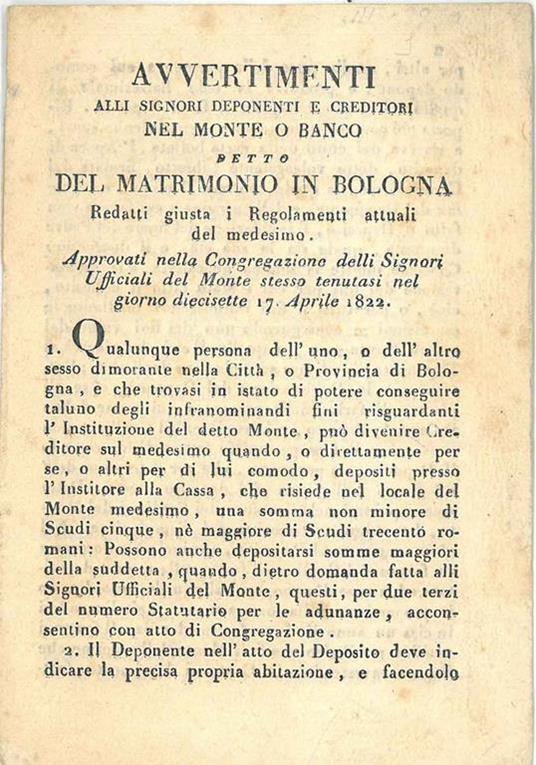 AVVERTIMENTI
ALLI SIGNORI DEPONENTI E CREDITORI
NEL MONTE O BANCO
DETTO
DEL MATRIMONIO IN BOLOGNA
Redatti giusta i Regolamenti attuali
del medesimo.
Approvati nella Congregazione delli Signori
Ufficiali del Monte stesso tenutasi nel
giorno diecisette 17. Aprile 1822.
1. Qualunque persona dell' uno, o dell' altro
sesso dimorante nella Città, o Provincia di Bolo-
gna, e che trovasi in istato di potere conseguire
taluno degli infranominandi fini risguardanti
l' Instituzione del detto Monte, può divenire Cre-
ditore sul medesimo quando, o direttamente per
se, o altri per di lui comodo, depositi presso
l' Institore alla Cassa, che risiede nel locale del
Monte medesimo, una somma non minore di
Scudi cinque, nè maggiore di Scudi trecento ro-
mani: Possono anche depositarsi somme maggiori
della suddetta, quando, dietro domanda fatta alli
Signori Ufficiali del Monte, questi, per due terzi
del numero Statutario per le adunanze, accon-
sentino con atto di Congregazione.
2. Il Deponente nell' atto del Deposito deve in-
dicare la precisa propria abitazione, e facendolo